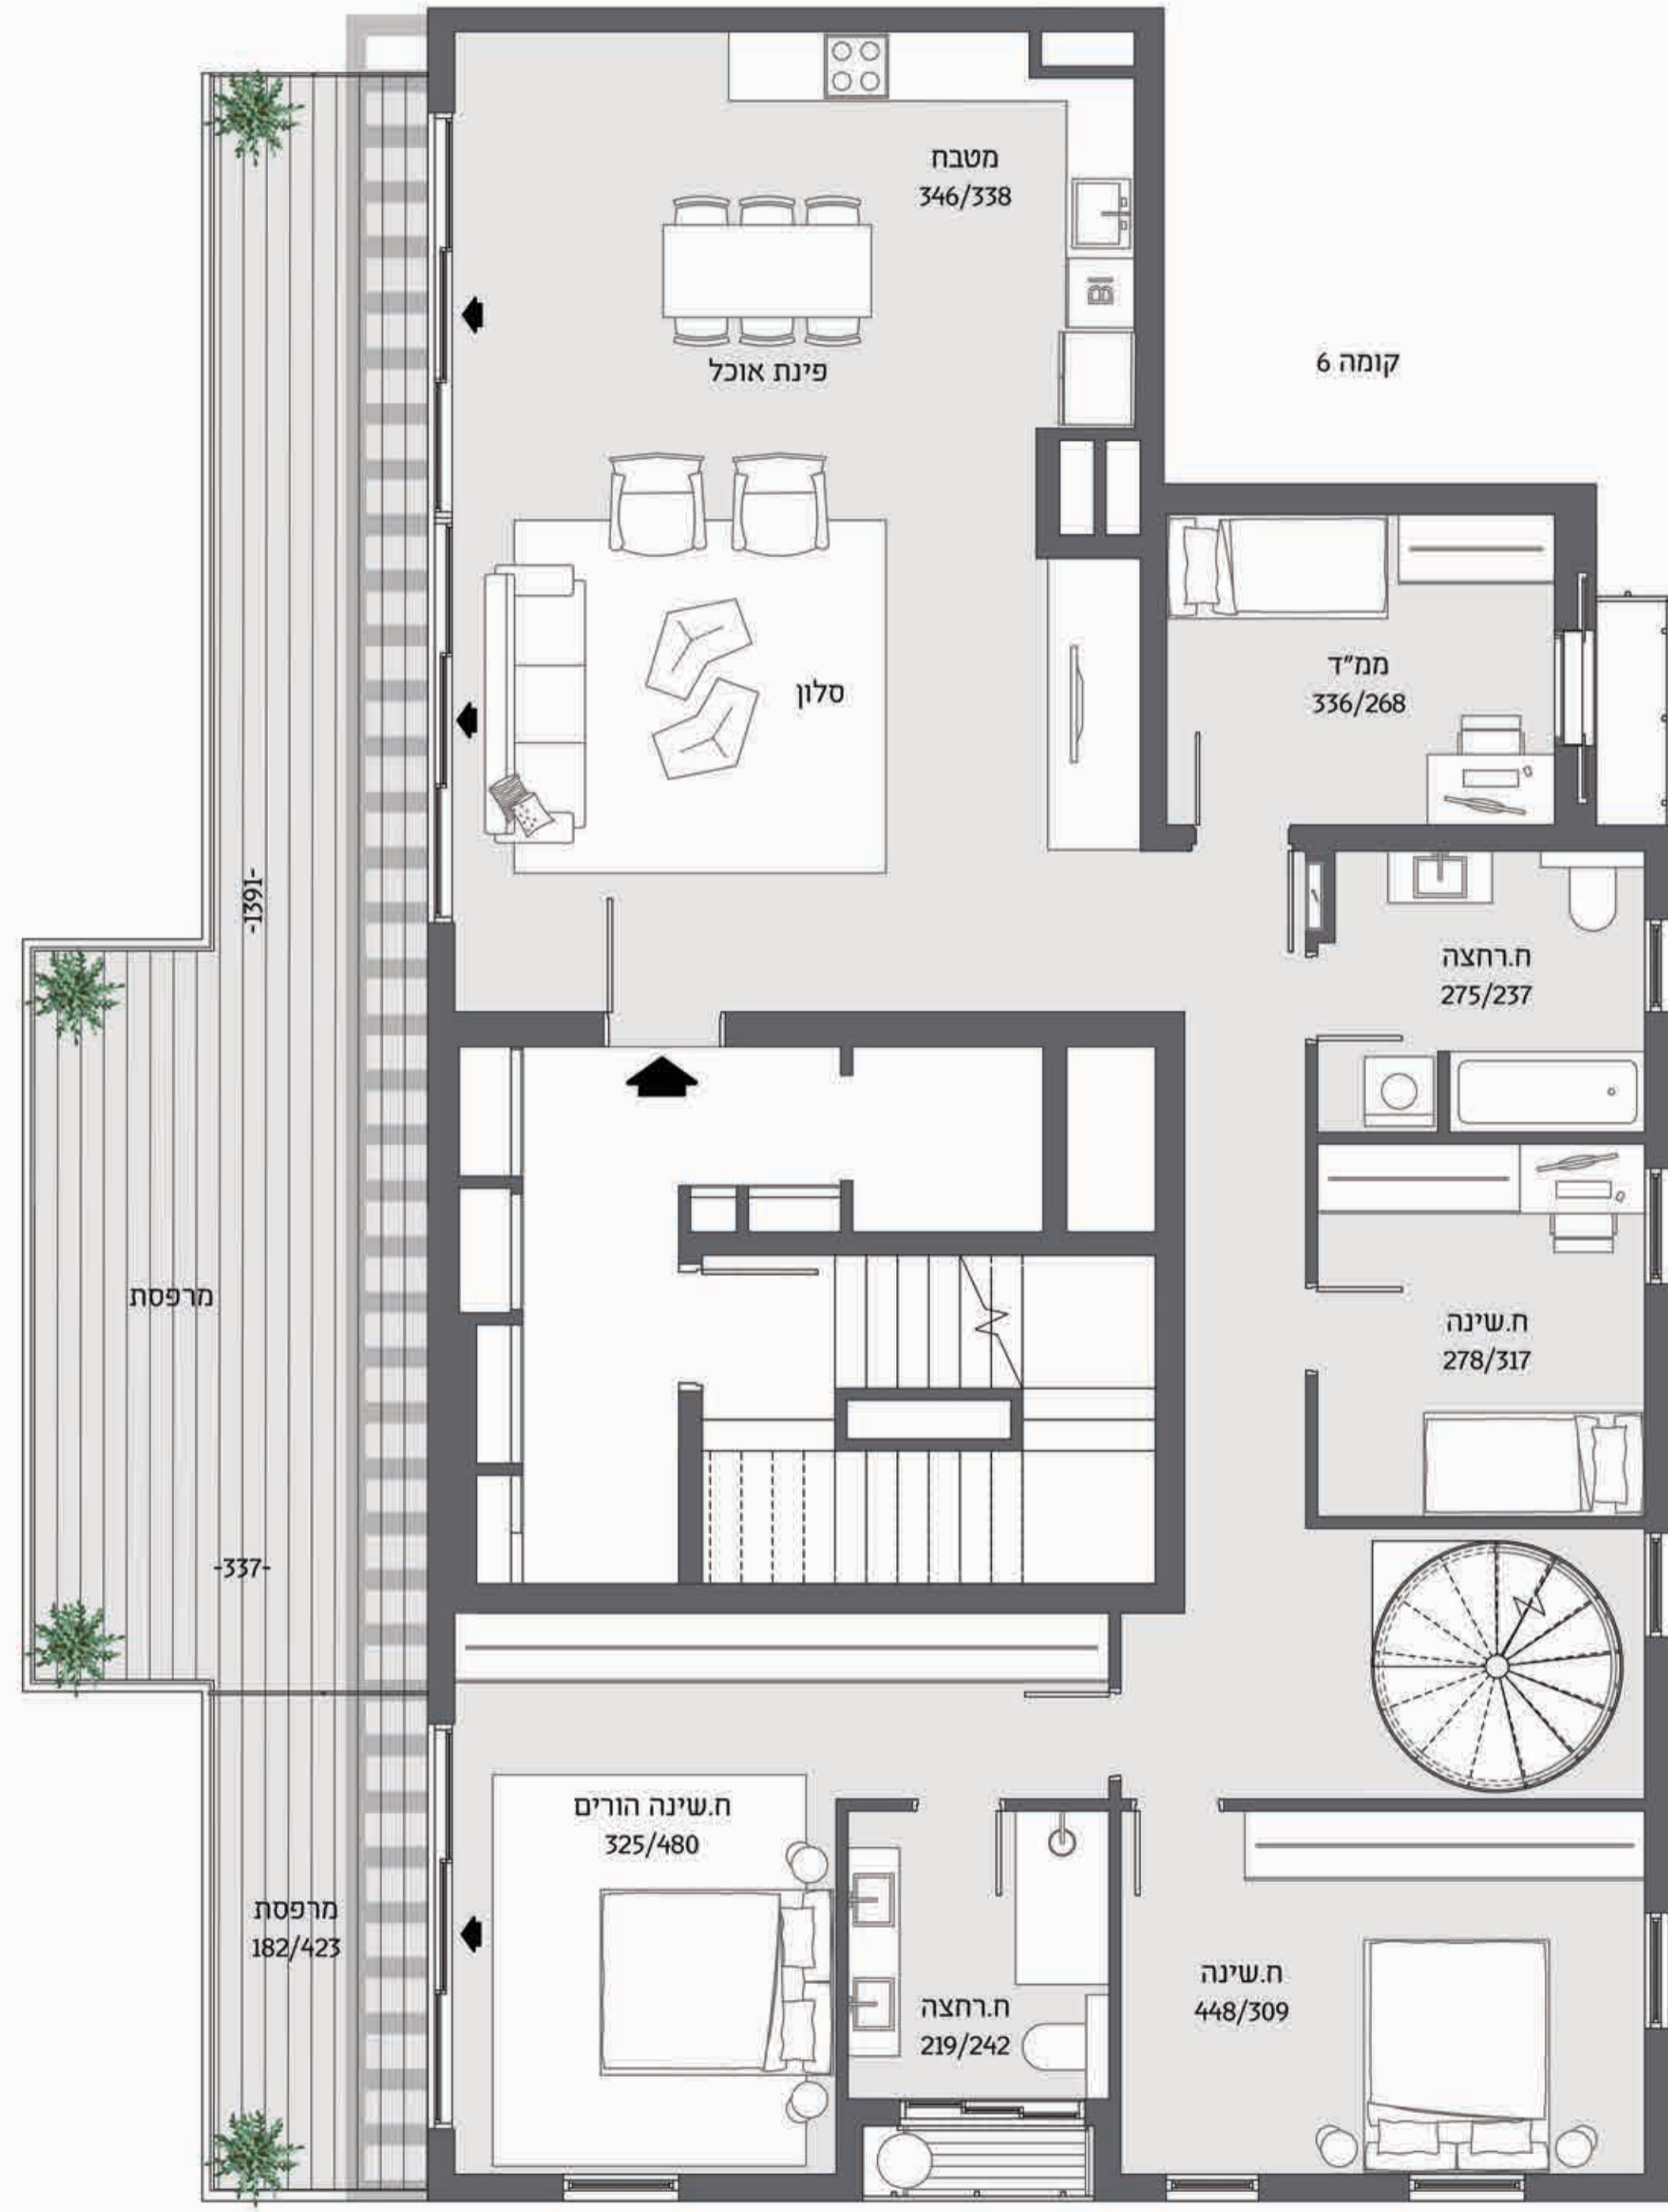 מטבח
346/338
BI
פינת אוכל
קומה 6
סלון
ממ״ד
336/268
-1391-
ח.רחצה
275/237
מרפסת
ח.שינה
278/317
-337-
ח.שינה הורים
325/480
מרפסת
182/423
ח.רחצה
219/242
ח.שינה
448/309